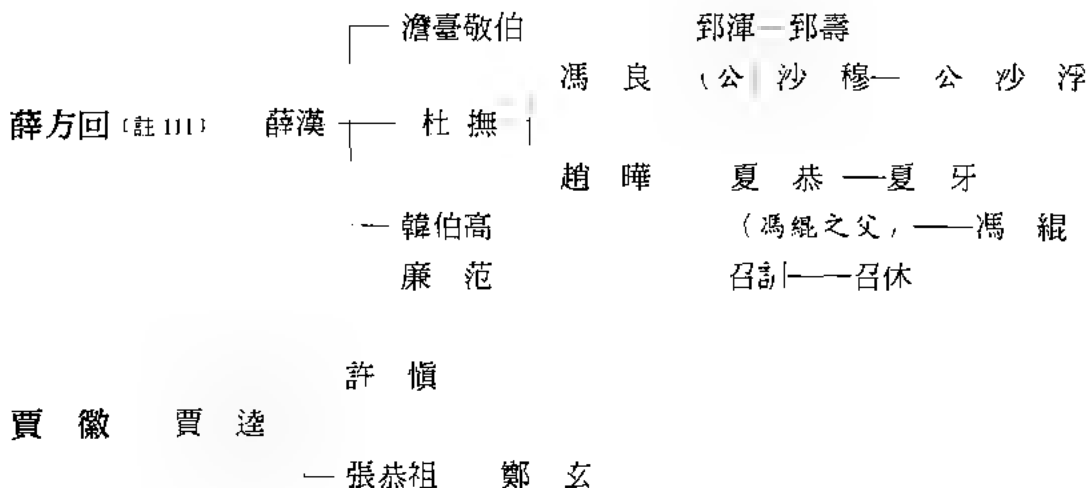 澹臺敬伯 郅渾—郅壽
馮良 (公沙穆—公沙浮
薛方回(註111) 薛漢 杜撫
趙曄 夏恭—夏牙
韓伯高 (馮緄之父)—馮緄
廉范 召訓—召休
許慎
賈徽 賈逵
張恭祖 鄭玄